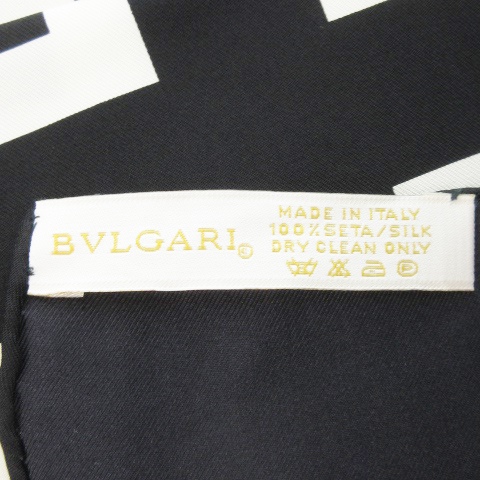 BVLGARI®
MADE IN ITALY
100%SETA/SILK
DRY CLEAN ONLY